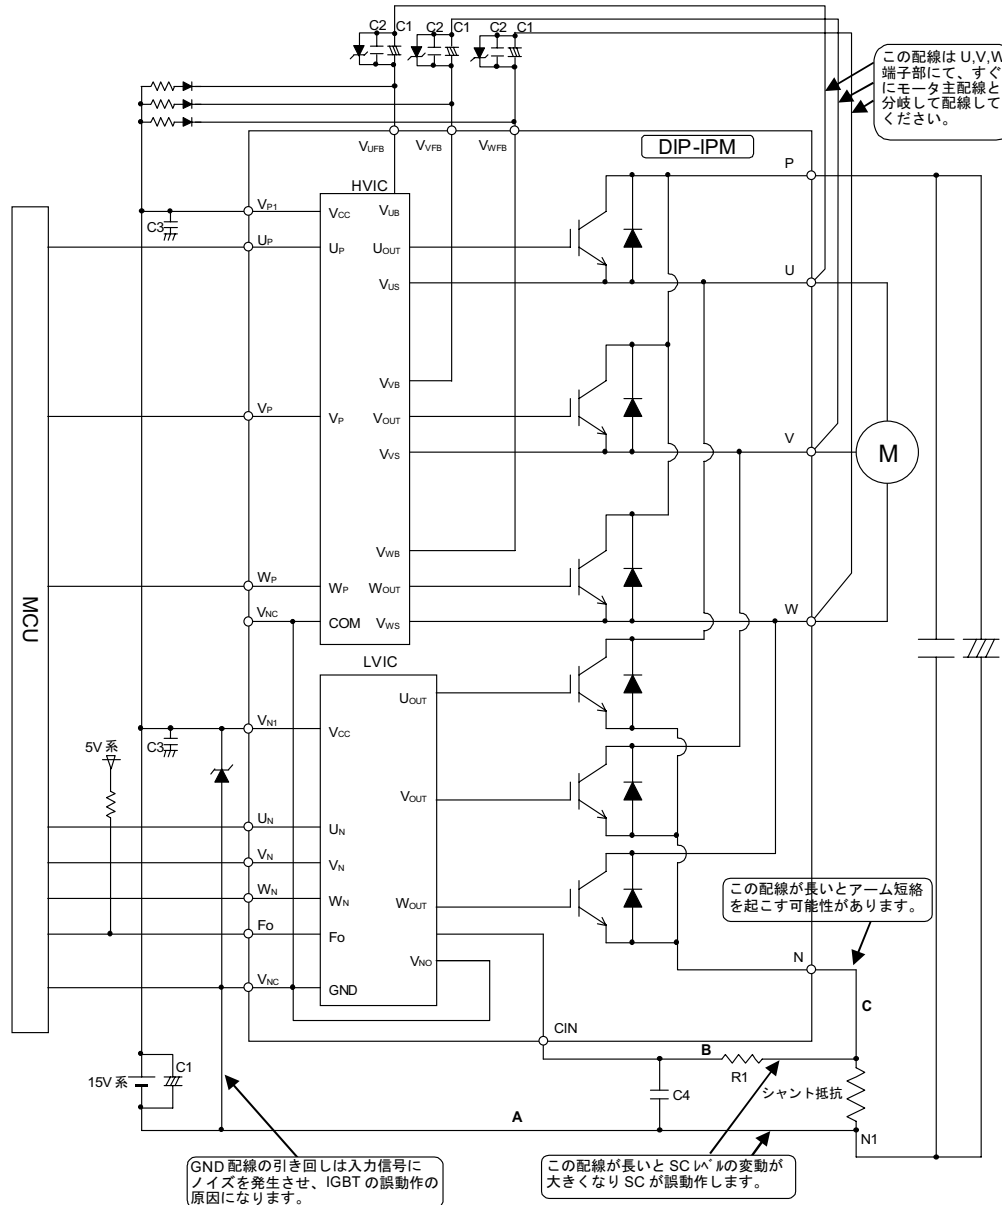 C2 C1 C2 C1 C2 C1
この配線は U,V,W
端子部にて、すぐ
にモータ主配線と
分岐して配線して
ください。
VUFB VVFB VWFB
DIP-IPM
P
HVIC
VP1
VCC
VUB
C3
UP
UP
UOUT
U
VUS
VVB
VP
VP
VOUT
V
VVS
M
VWB
WP
WP
WOUT
W
VNC
COM
VWS
MCU
LVIC
UOUT
VN1
VCC
C3
5V 系
VOUT
UN
UN
VN
VN
WN
WN
WOUT
この配線が長いとアーム短絡
を起こす可能性があります。
Fo
Fo
VNO
N
VNC
GND
C
CIN
B
R1
15V 系
C1
C4
シャント抵抗
A
N1
GND 配線の引き回しは入力信号に
ノイズを発生させ、IGBT の誤動作の
原因になります。
この配線が長いと SC レベルの変動が
大きくなり SC が誤動作します。